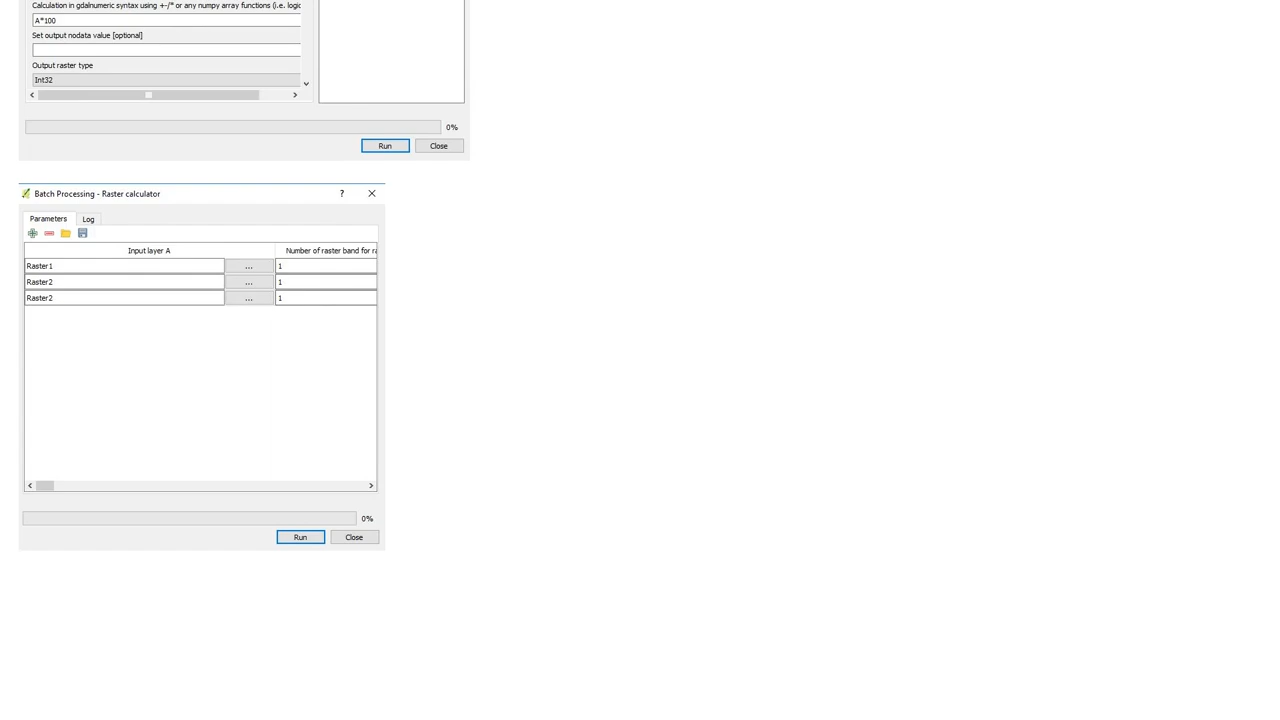 Calculation in gdalnumeric syntax using +-/* or any numpy array functions (i.e. logic
A*100
Set output nodata value [optional]
Output raster type
Int32
0%
Run Close
Batch Processing - Raster calculator ?
Parameters Log
Input layer A Number of raster band for ra
Raster1 ... 1
Raster2 ... 1
Raster2 ... 1
0%
Run Close